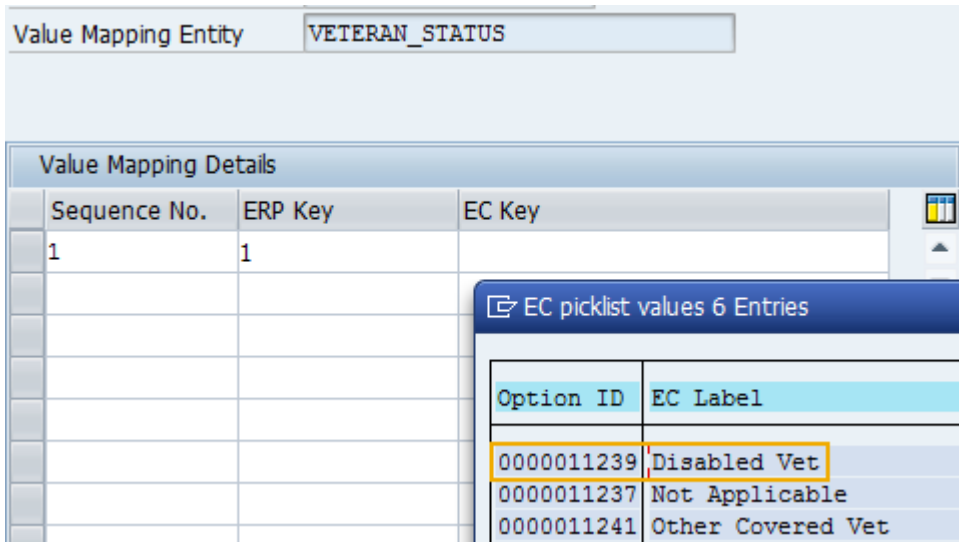 Value Mapping Entity VETERAN_STATUS
Value Mapping Details
Sequence No. ERP Key EC Key
1 1
EC picklist values 6 Entries
Option ID EC Label
0000011239 Disabled Vet
0000011237 Not Applicable
0000011241 Other Covered Vet